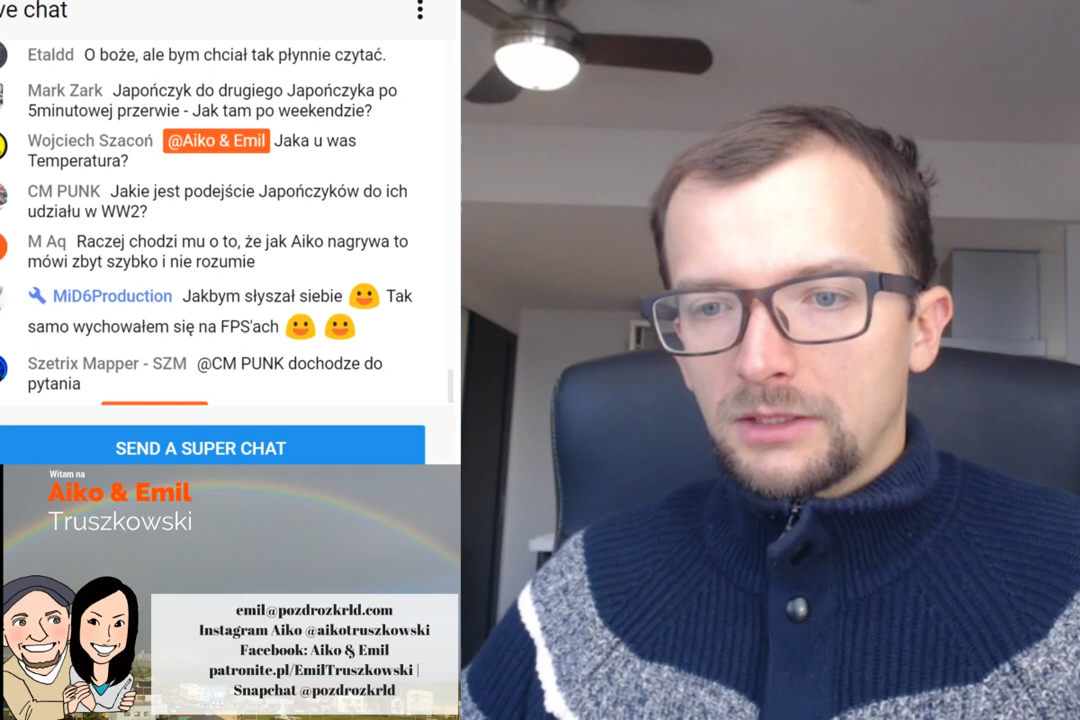 ve chat
Etaldd O boże, ale bym chciał tak płynnie czytać.
Mark Zark Japończyk do drugiego Japończyka po
5minutowej przerwie - Jak tam po weekendzie?
Wojciech Szacoń @Aiko & Emil Jaka u was
Temperatura?
CM PUNK Jakie jest podejście Japończyków do ich
udziału w WW2?
M Aq Raczej chodzi mu o to, że jak Aiko nagrywa to
mówi zbyt szybko i nie rozumie
MiD6Production Jakbym słyszał siebie Tak
samo wychowałem się na FPS'ach
Szetrix Mapper - SZM @CM PUNK dochodze do
pytania
SEND A SUPER CHAT
Witam na
Aiko & Emil
Truszkowski
emil@pozdrozkrld.com
Instagram Aiko @aikotruszkowski
Facebook: Aiko & Emil
patronite.pl/EmilTruszkowski |
Snapchat @pozdrozkrld